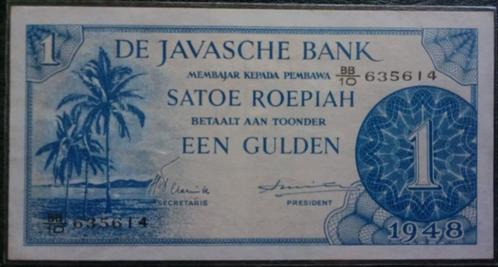 1
DE JAVASCHE BANK
MEMBAJAR KEPADA PEMBAWA
BB/10 635614
SATOE ROEPIAH
BETAALT AAN TOONDER
EEN GULDEN
1
SECRETARIS
PRESIDENT
BB/10 635614
1948